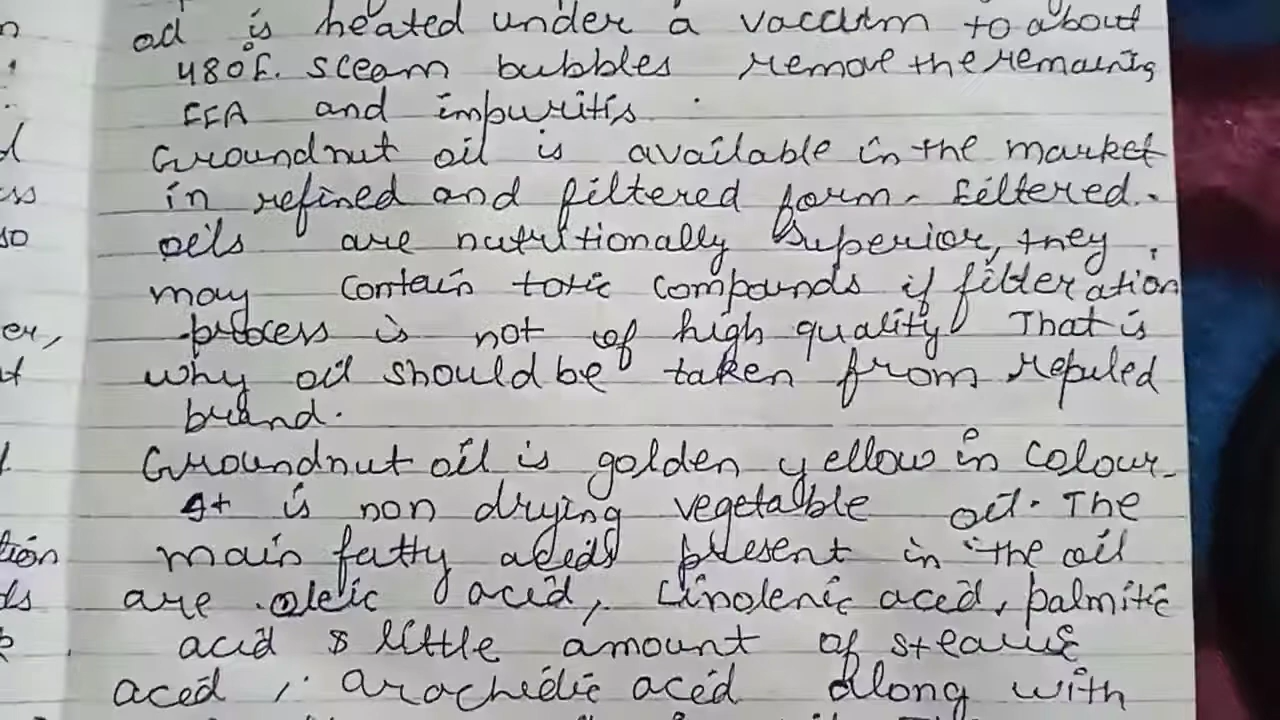 oil is heated under a vaccum to about
480F. steam bubbles remove the remainig
FFA and impuritis.
Groundnut oil is available in the market
in refined and filtered form. Filtered
oils are nutritionally superior, they
may contain toxic compounds if filteration
process is not of high quality That is
why oil should be taken from reputed
brand.
Groundnut oil is golden yellow in colour.
It is non drying vegetable oil. The
main fatty acids present in the oil
are oleic acid, Linolenic acid, palmitic
acid & little amount of stearic
acid, arachidic acid along with